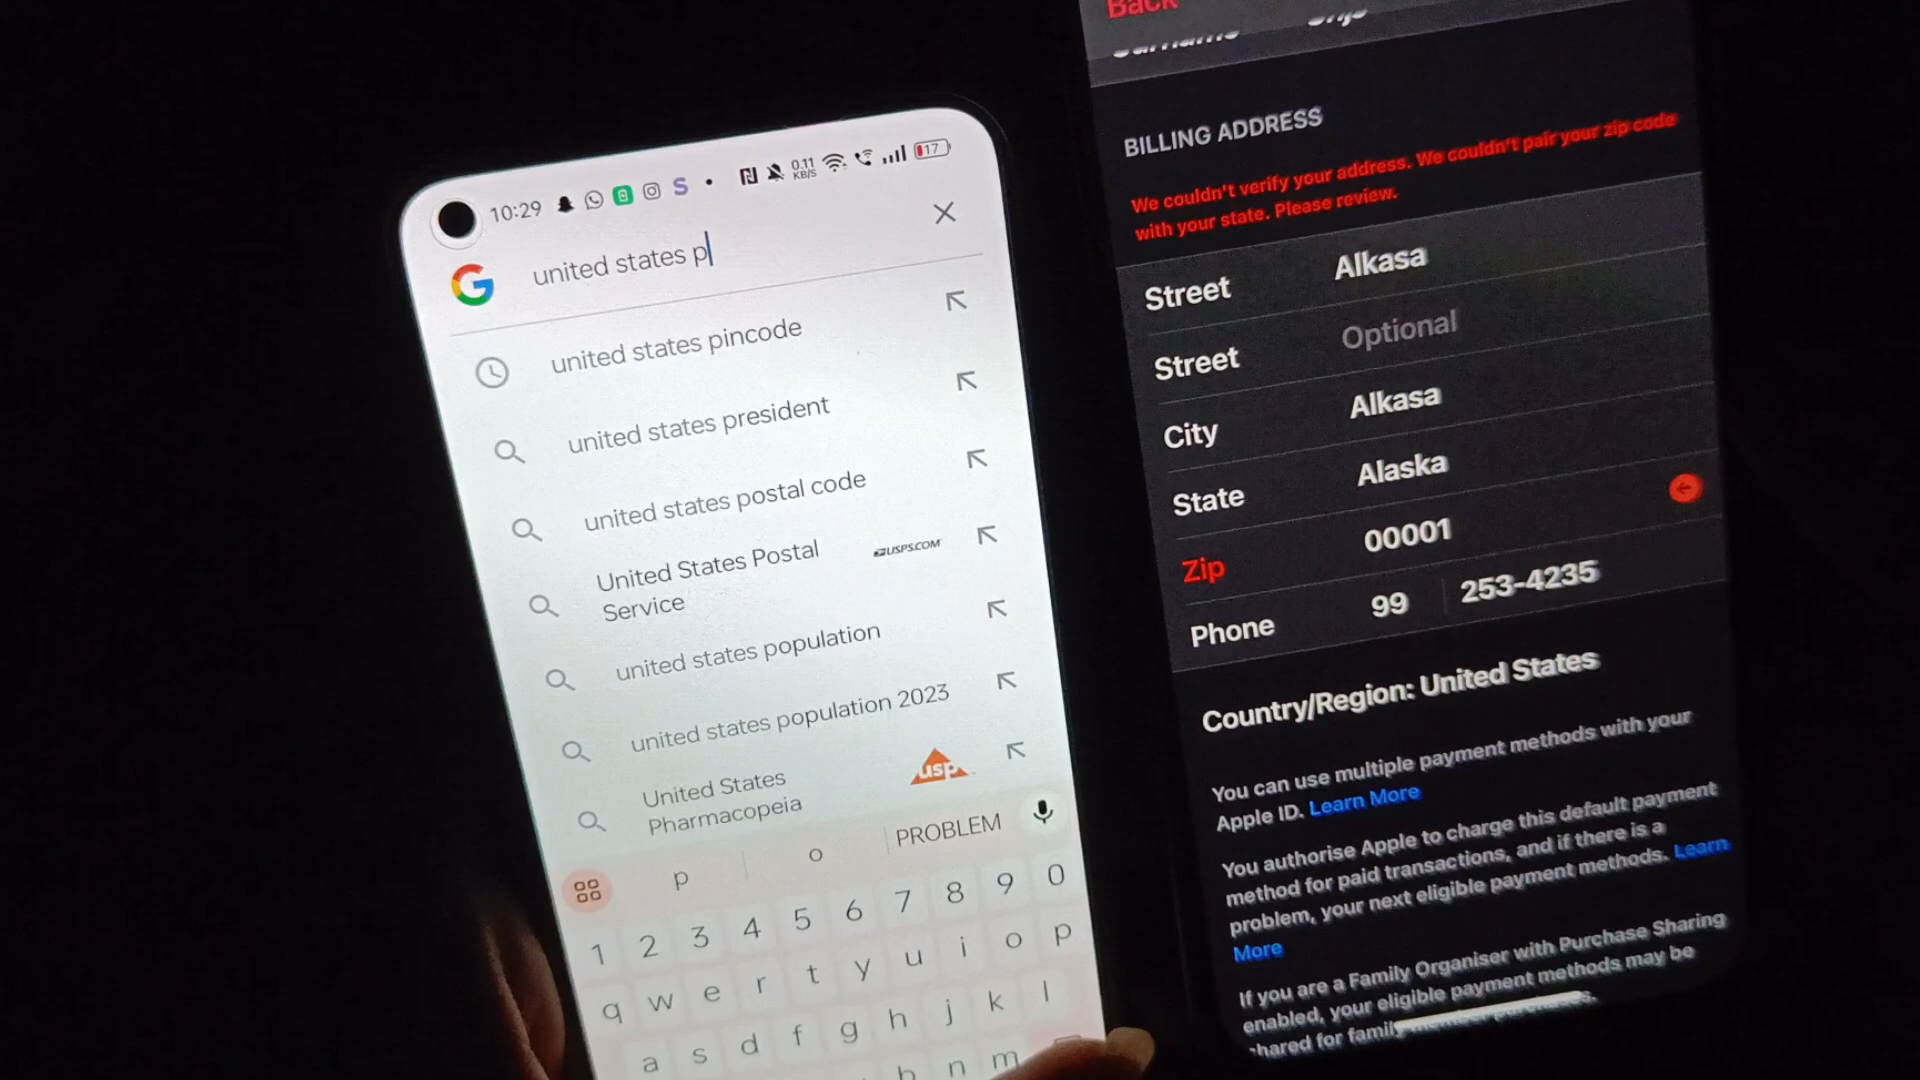 10:29
S
0.11
KB/S
17
united states p
united states pincode
united states president
united states postal code
United States Postal
Service
USPS.COM
united states population
united states population 2023
United States
Pharmacopeia
usp
p
o
PROBLEM
1 2 3 4 5 6 7 8 9 0
q w e r t y u i o p
a s d f g h j k l
b n m
Back
Surname
BILLING ADDRESS
We couldn't verify your address. We couldn't pair your zip code
with your state. Please review.
Street Alkasa
Street Optional
City Alkasa
State Alaska
Zip 00001
Phone 99 253-4235
Country/Region: United States
You can use multiple payment methods with your
Apple ID. Learn More
You authorise Apple to charge this default payment
method for paid transactions, and if there is a
problem, your next eligible payment methods. Learn
More
If you are a Family Organiser with Purchase Sharing
enabled, your eligible payment methods may be
shared for family member purchases.